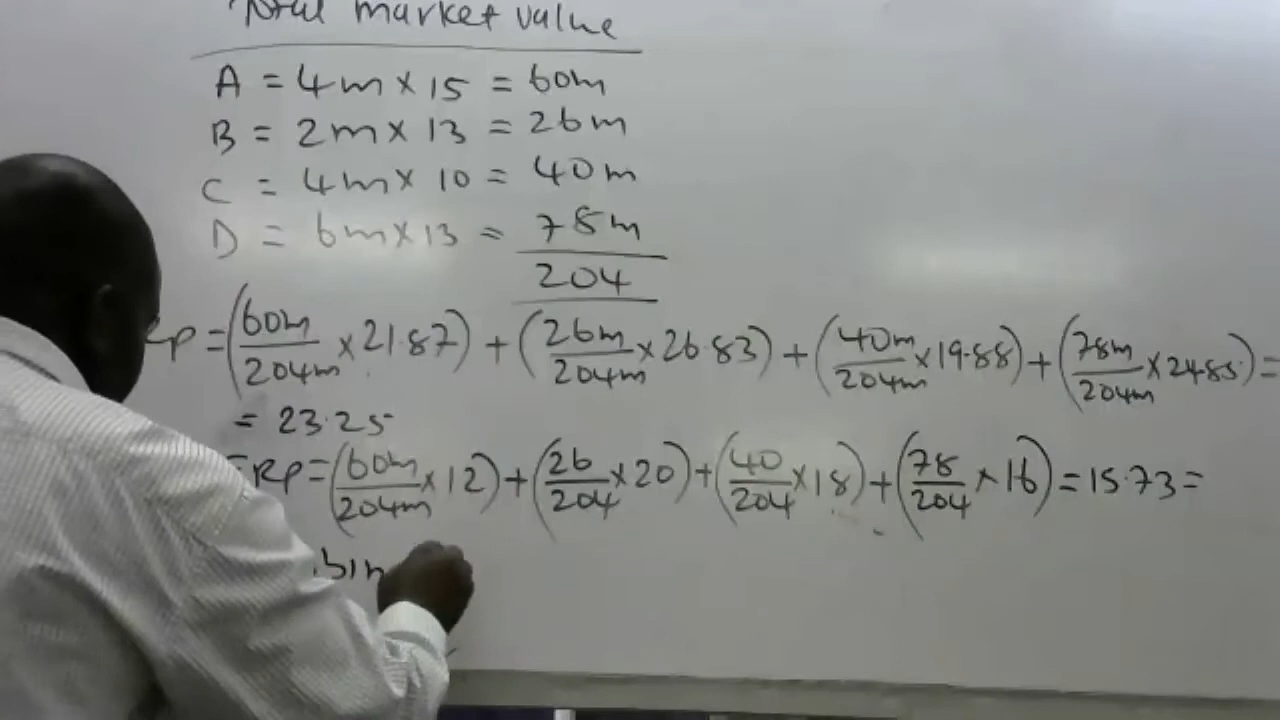 Total market value
A = 4m × 15 = 60m
B = 2m × 13 = 26m
C = 4m × 10 = 40m
D = 6m × 13 = 78m
204
P = (60m/204m × 21.87) + (26m/204m × 26.83) + (40m/204m × 19.88) + (78m/204m × 24.85) =
= 23.25
ERP = (60m/204m × 12) + (26/204 × 20) + (40/204 × 18) + (78/204 × 16) = 15.73 =